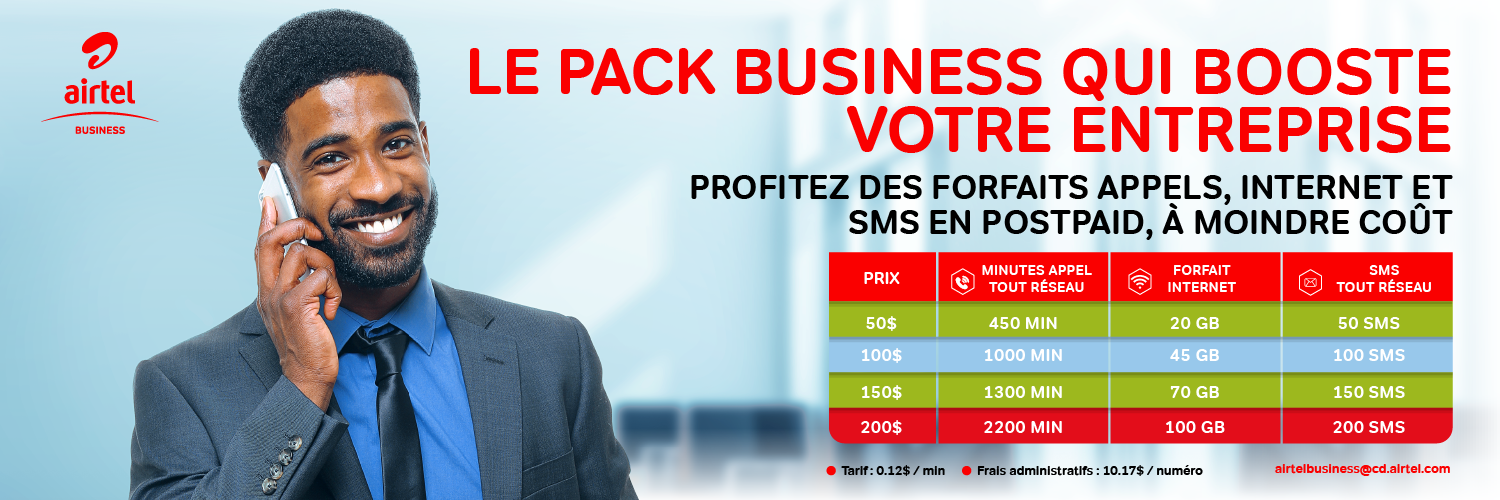 airtel
BUSINESS
LE PACK BUSINESS QUI BOOSTE
VOTRE ENTREPRISE
PROFITEZ DES FORFAITS APPELS, INTERNET ET
SMS EN POSTPAID, À MOINDRE COÛT
PRIX MINUTES APPEL TOUT RÉSEAU FORFAIT INTERNET SMS TOUT RÉSEAU
50$ 450 MIN 20 GB 50 SMS
100$ 1000 MIN 45 GB 100 SMS
150$ 1300 MIN 70 GB 150 SMS
200$ 2200 MIN 100 GB 200 SMS
Tarif : 0.12$ / min Frais administratifs : 10.17$ / numéro airtelbusiness@cd.airtel.com